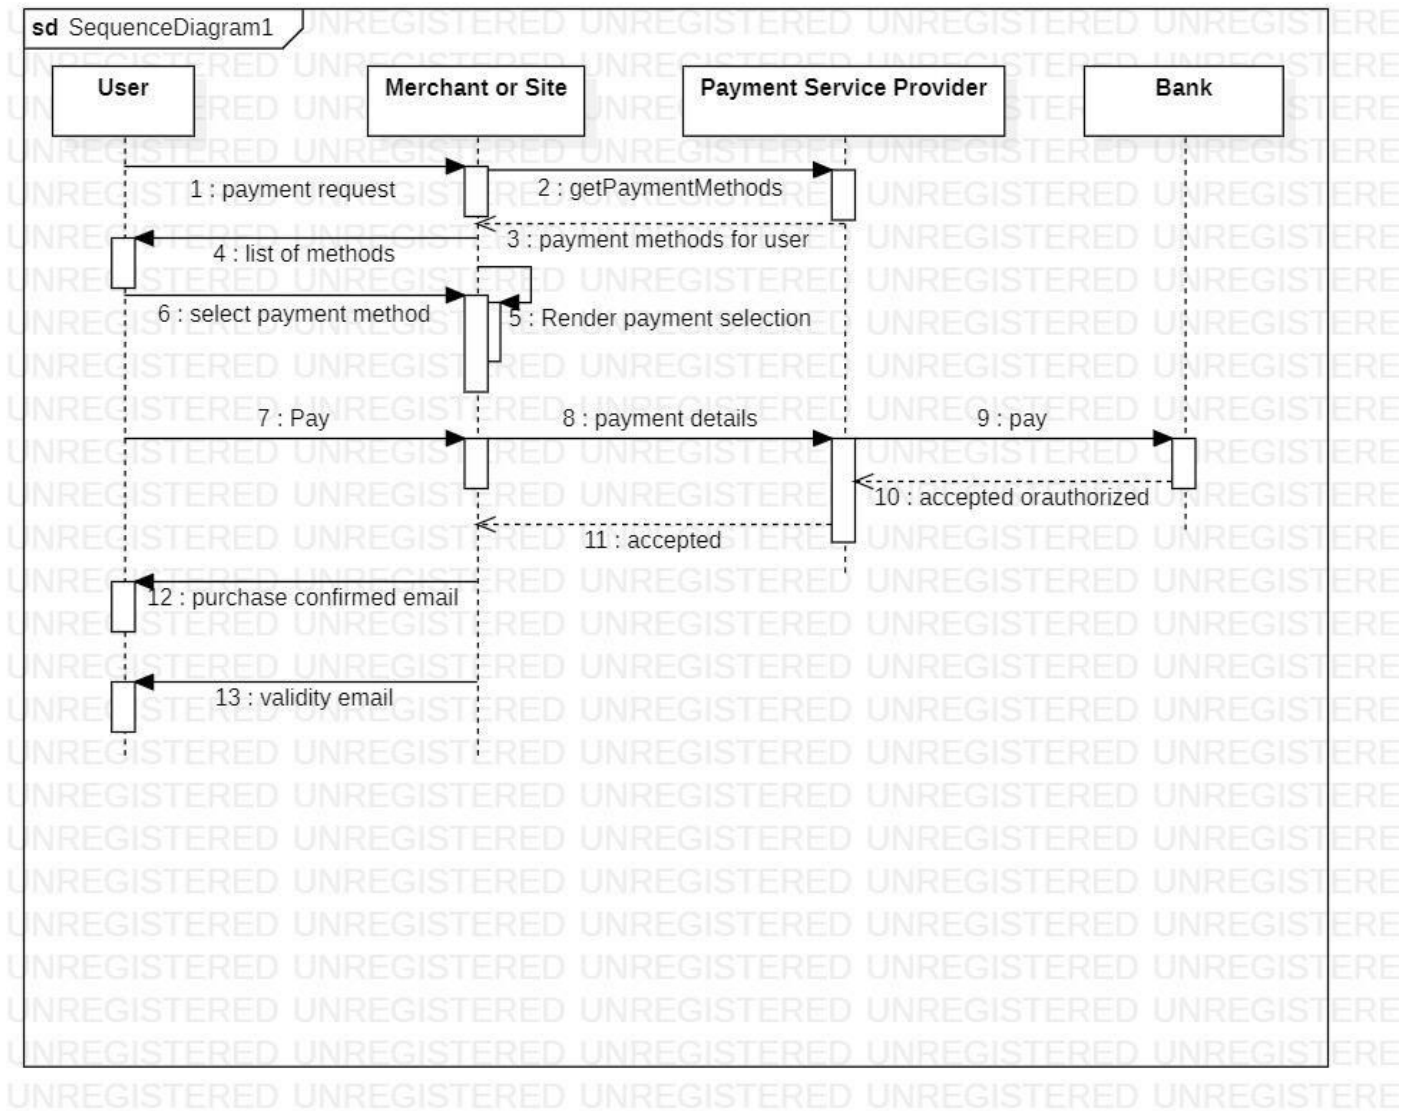 sd SequenceDiagram1
User
Merchant or Site
Payment Service Provider
Bank
1 : payment request
2 : getPaymentMethods
3 : payment methods for user
4 : list of methods
5 : Render payment selection
6 : select payment method
7 : Pay
8 : payment details
9 : pay
10 : accepted orauthorized
11 : accepted
12 : purchase confirmed email
13 : validity email
UNREGISTERED UNREGISTERED UNREGISTERED UNREGISTERED UNREGISTERE